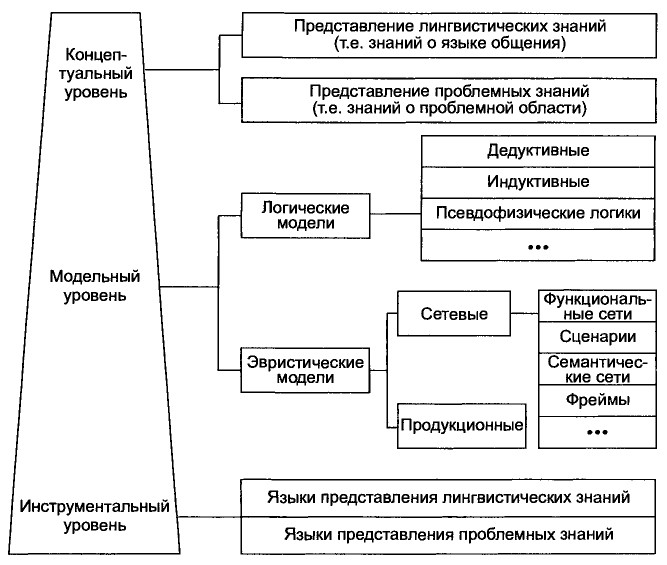 Концеп-
туальный
уровень
Представление лингвистических знаний
(т.е. знаний о языке общения)
Представление проблемных знаний
(т.е. знаний о проблемной области)
Модельный
уровень
Логические
модели
Дедуктивные
Индуктивные
Псевдофизические логики
...
Эвристические
модели
Сетевые
Функциональ-
ные сети
Сценарии
Семантичес-
кие сети
Фреймы
...
Продукционные
Инструментальный
уровень
Языки представления лингвистических знаний
Языки представления проблемных знаний